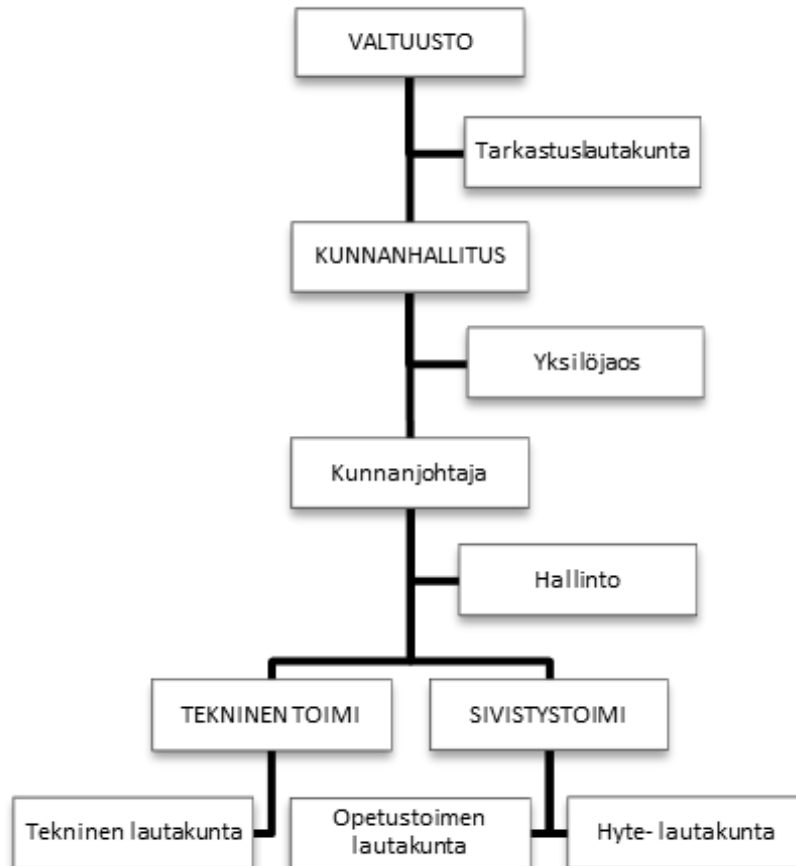 VALTUUSTO
Tarkastuslautakunta
KUNNANHALLITUS
Yksilöjaos
Kunnanjohtaja
Hallinto
TEKNINEN TOIMI
SIVISTYSTOIMI
Tekninen lautakunta
Opetustoimen
lautakunta
Hyte- lautakunta